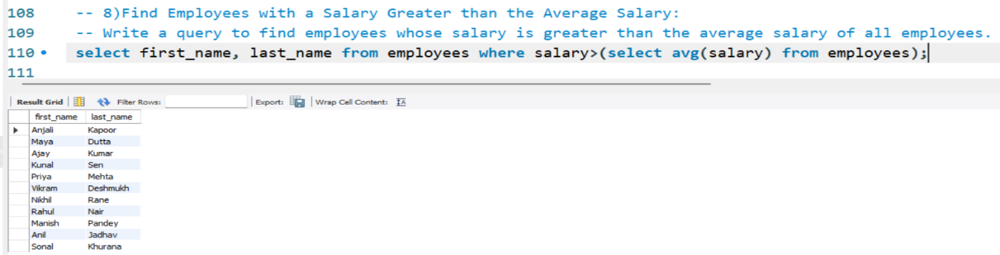 108 -- 8)Find Employees with a Salary Greater than the Average Salary:
109 -- Write a query to find employees whose salary is greater than the average salary of all employees.
110 select first_name, last_name from employees where salary>(select avg(salary) from employees);
111
Result Grid Filter Rows: Export: Wrap Cell Content:
first_name last_name
Anjali Kapoor
Maya Dutta
Ajay Kumar
Kunal Sen
Priya Mehta
Vikram Deshmukh
Nikhil Rane
Rahul Nair
Manish Pandey
Anil Jadhav
Sonal Khurana